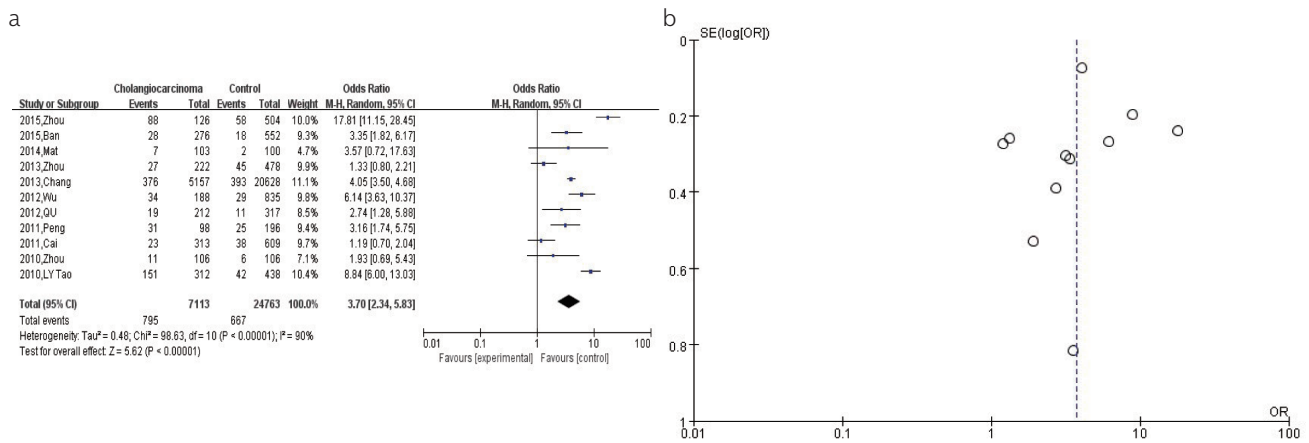 a
Cholangiocarcinoma Control Odds Ratio Odds Ratio
Study or Subgroup Events Total Events Total Weight M-H, Random, 95% CI M-H, Random, 95% CI
2015,Zhou 88 126 58 504 10.0% 17.81 [11.15, 28.45]
2015,Ban 28 276 18 552 9.3% 3.35 [1.82, 6.17]
2014,Mat 7 103 2 100 4.7% 3.57 [0.72, 17.63]
2013,Zhou 27 222 45 478 9.9% 1.33 [0.80, 2.21]
2013,Chang 376 5157 393 20628 11.1% 4.05 [3.50, 4.68]
2012,Wu 34 188 29 835 9.8% 6.14 [3.63, 10.37]
2012,QU 19 212 11 317 8.5% 2.74 [1.28, 5.88]
2011,Peng 31 98 25 196 9.4% 3.16 [1.74, 5.75]
2011,Cai 23 313 38 609 9.7% 1.19 [0.70, 2.04]
2010,Zhou 11 106 6 106 7.1% 1.93 [0.69, 5.43]
2010,LY Tao 151 312 42 438 10.4% 8.84 [6.00, 13.03]
Total (95% CI) 7113 24763 100.0% 3.70 [2.34, 5.83]
Total events 795 667
Heterogeneity: Tau² = 0.48; Chi² = 98.63, df = 10 (P < 0.00001); I² = 90%
Test for overall effect: Z = 5.62 (P < 0.00001)
0.01 0.1 1 10 100
Favours [experimental] Favours [control]
b
SE(log[OR])
0
0.2
0.4
0.6
0.8
1
OR
0.01 0.1 1 10 100